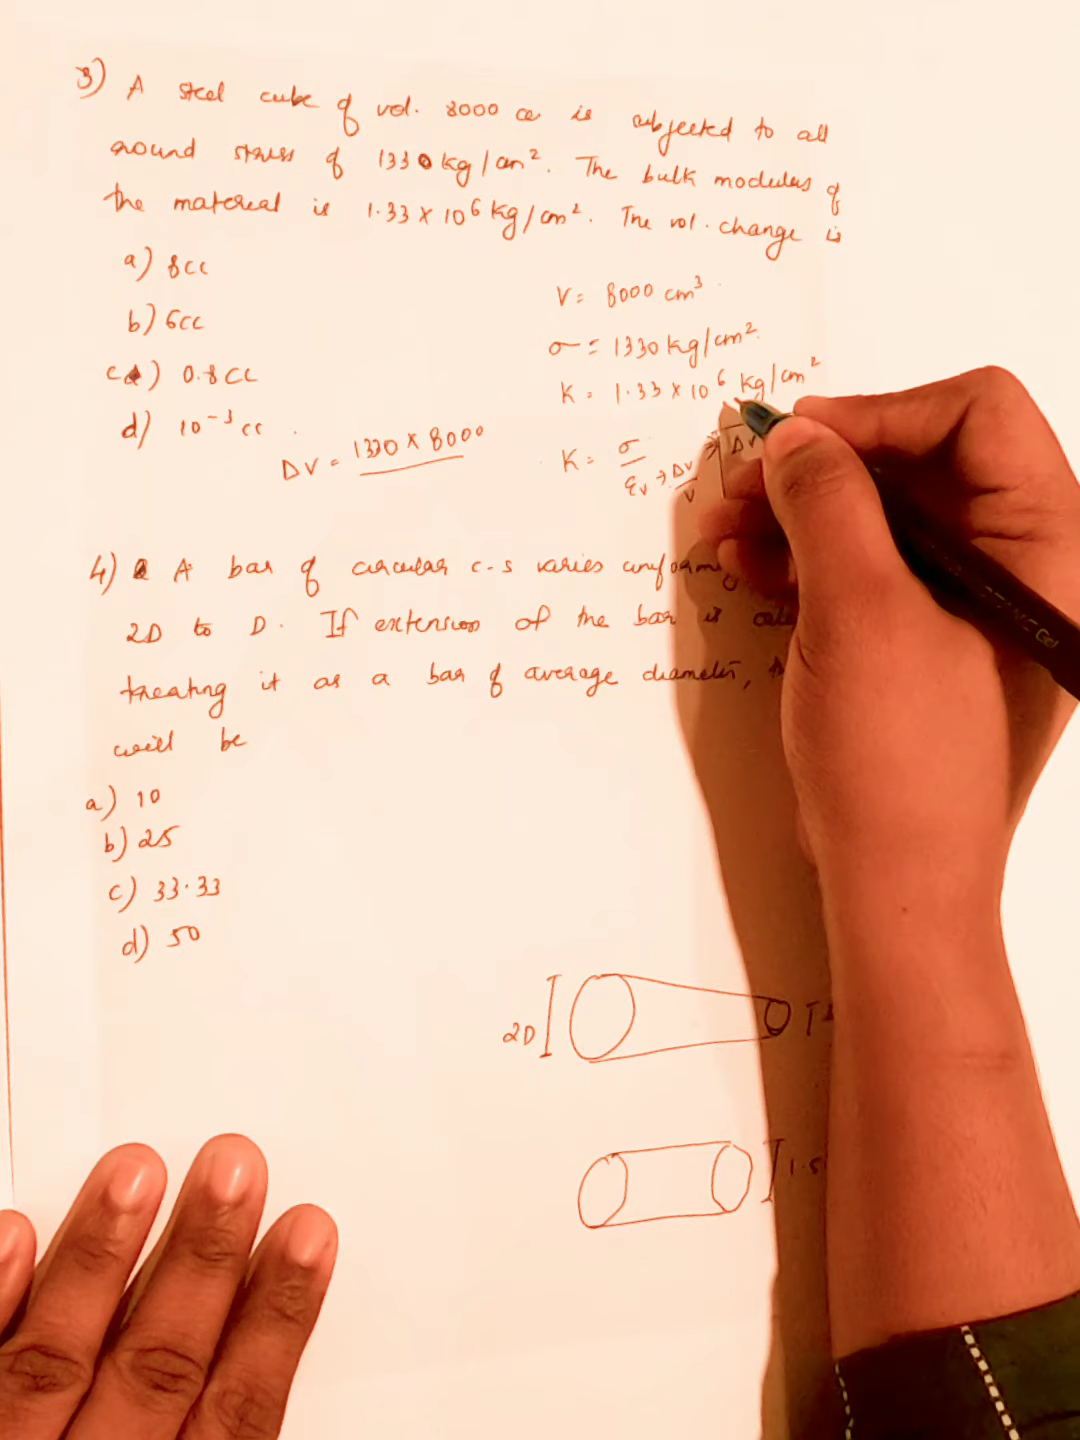 3) A steel cube of vol. 8000 cc is subjected to all
around stress of 1330 kg/cm². The bulk modulus of
the material is 1.33 × 10⁶ kg/cm². The vol. change is
a) 8cc
b) 6cc
c) 0.8cc
d) 10⁻³ cc
V = 8000 cm³
σ = 1330 kg/cm²
K = 1.33 × 10⁶ kg/cm²
K = σ/εᵥ → Δv/v
ΔV
ΔV = 1330 × 8000
4) A bar of circular c-s varies
2D to D. If extension of the bar is
treating it as a bar of average diameter,
will be
a) 10
b) 25
c) 33.33
d) 50
2D